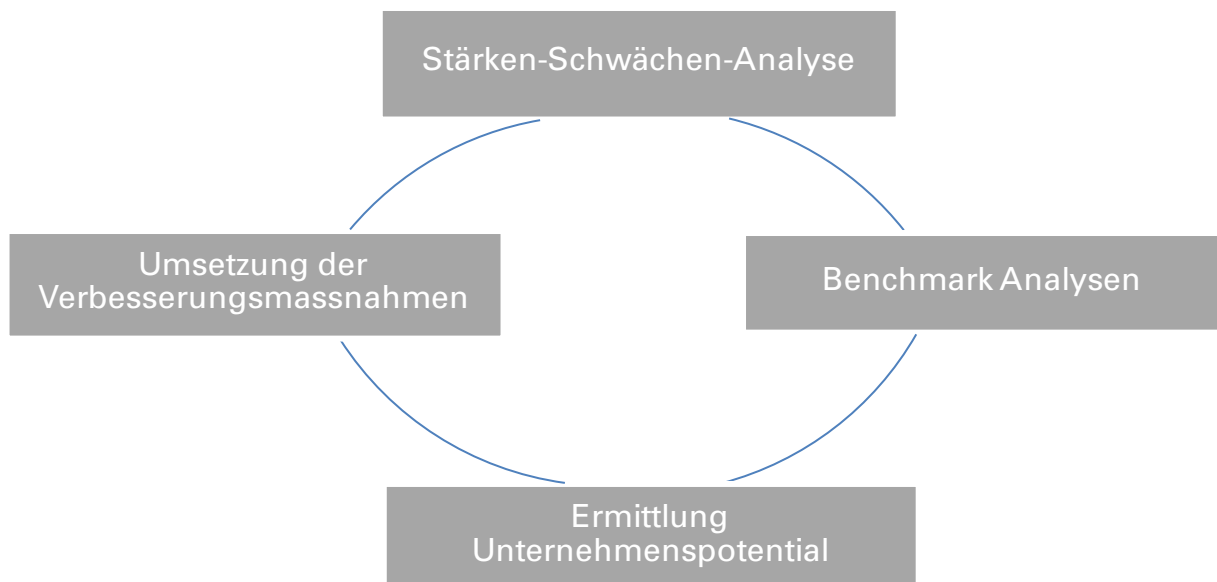 Stärken-Schwächen-Analyse
Umsetzung der
Verbesserungsmassnahmen
Benchmark Analysen
Ermittlung
Unternehmenspotential